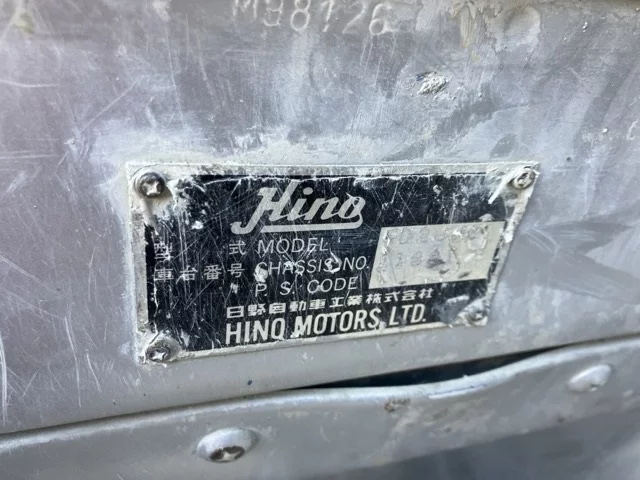 M98126
Hino
型式 MODEL
車台番号 CHASSIS NO.
P. S. CODE
日野自動車工業株式会社
HINO MOTORS, LTD.